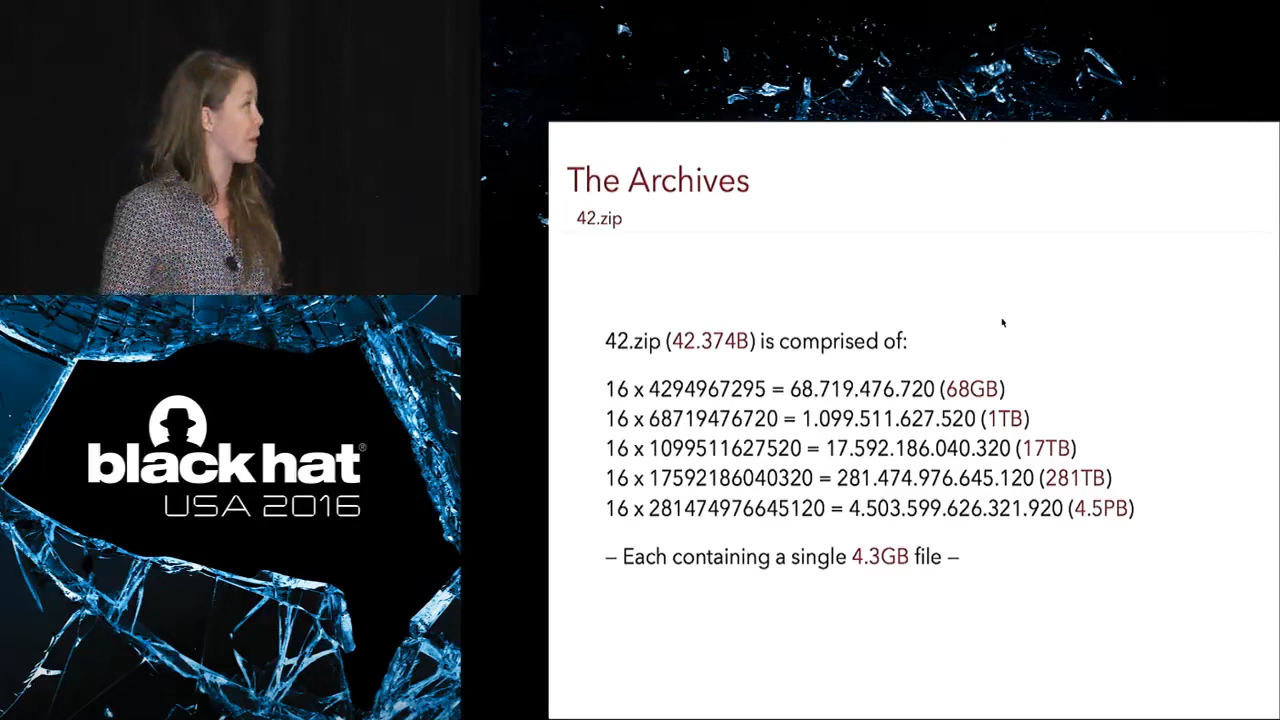 The Archives
42.zip
42.zip (42.374B) is comprised of:
16 x 4294967295 = 68.719.476.720 (68GB)
16 x 68719476720 = 1.099.511.627.520 (1TB)
16 x 1099511627520 = 17.592.186.040.320 (17TB)
16 x 17592186040320 = 281.474.976.645.120 (281TB)
16 x 281474976645120 = 4.503.599.626.321.920 (4.5PB)
– Each containing a single 4.3GB file –
black hat®
USA 2016